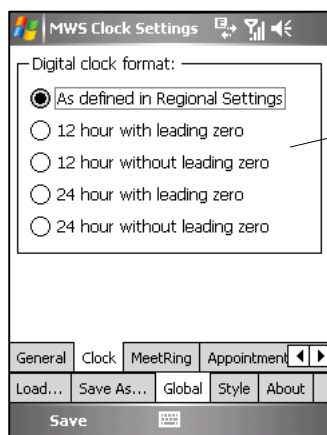 MWS Clock Settings
Digital clock format:
As defined in Regional Settings
12 hour with leading zero
12 hour without leading zero
24 hour with leading zero
24 hour without leading zero
General Clock MeetRing Appointment
Load... Save As... Global Style About
Save